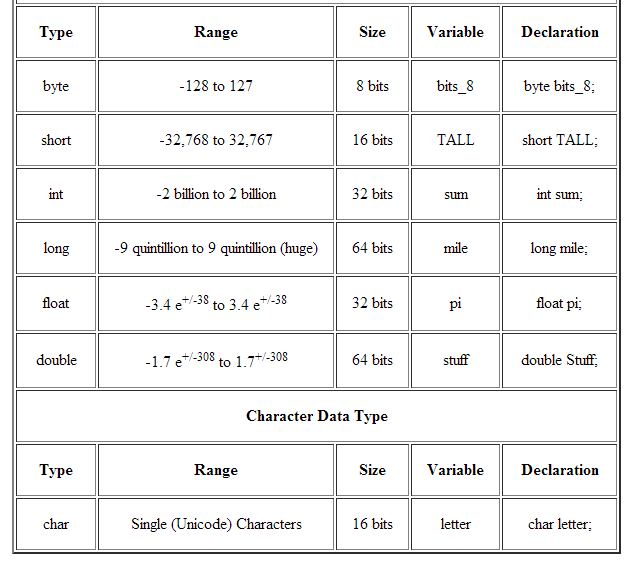 Type Range Size Variable Declaration
byte -128 to 127 8 bits bits_8 byte bits_8;
short -32,768 to 32,767 16 bits TALL short TALL;
int -2 billion to 2 billion 32 bits sum int sum;
long -9 quintillion to 9 quintillion (huge) 64 bits mile long mile;
float -3.4 e+/-38 to 3.4 e+/-38 32 bits pi float pi;
double -1.7 e+/-308 to 1.7+/-308 64 bits stuff double Stuff;
Character Data Type
Type Range Size Variable Declaration
char Single (Unicode) Characters 16 bits letter char letter;